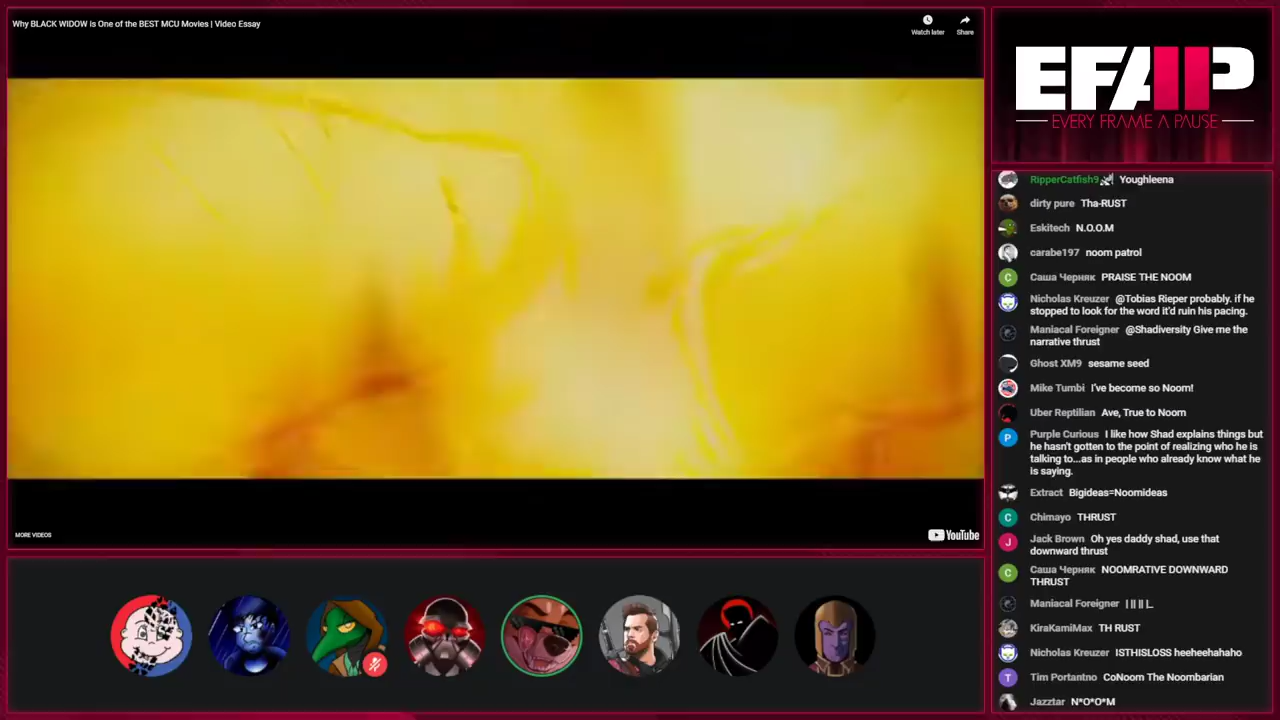 Why BLACK WIDOW is One of the BEST MCU Movies | Video Essay
Watch later
Share
MORE VIDEOS
YouTube
EFAP
EVERY FRAME A PAUSE
RipperCatfish9 Youghleena
dirty pure Tha-RUST
Eskitech N.O.O.M
carabe197 noom patrol
Саша Черняк PRAISE THE NOOM
Nicholas Kreuzer @Tobias Rieper probably. if he
stopped to look for the word it'd ruin his pacing.
Maniacal Foreigner @Shadiversity Give me the
narrative thrust
Ghost XM9 sesame seed
Mike Tumbi I've become so Noom!
Uber Reptilian Ave, True to Noom
P
Purple Curious I like how Shad explains things but
he hasn't gotten to the point of realizing who he is
talking to...as in people who already know what he
is saying.
Extract Bigideas=Noomideas
C
Chimayo THRUST
J
Jack Brown Oh yes daddy shad, use that
downward thrust
С
Саша Черняк NOOMRATIVE DOWNWARD
THRUST
Maniacal Foreigner | || || |_
KiraKamiMax TH RUST
Nicholas Kreuzer ISTHISLOSS heeheehahaho
T
Tim Portantno CoNoom The Noombarian
Jazztar N*O*O*M